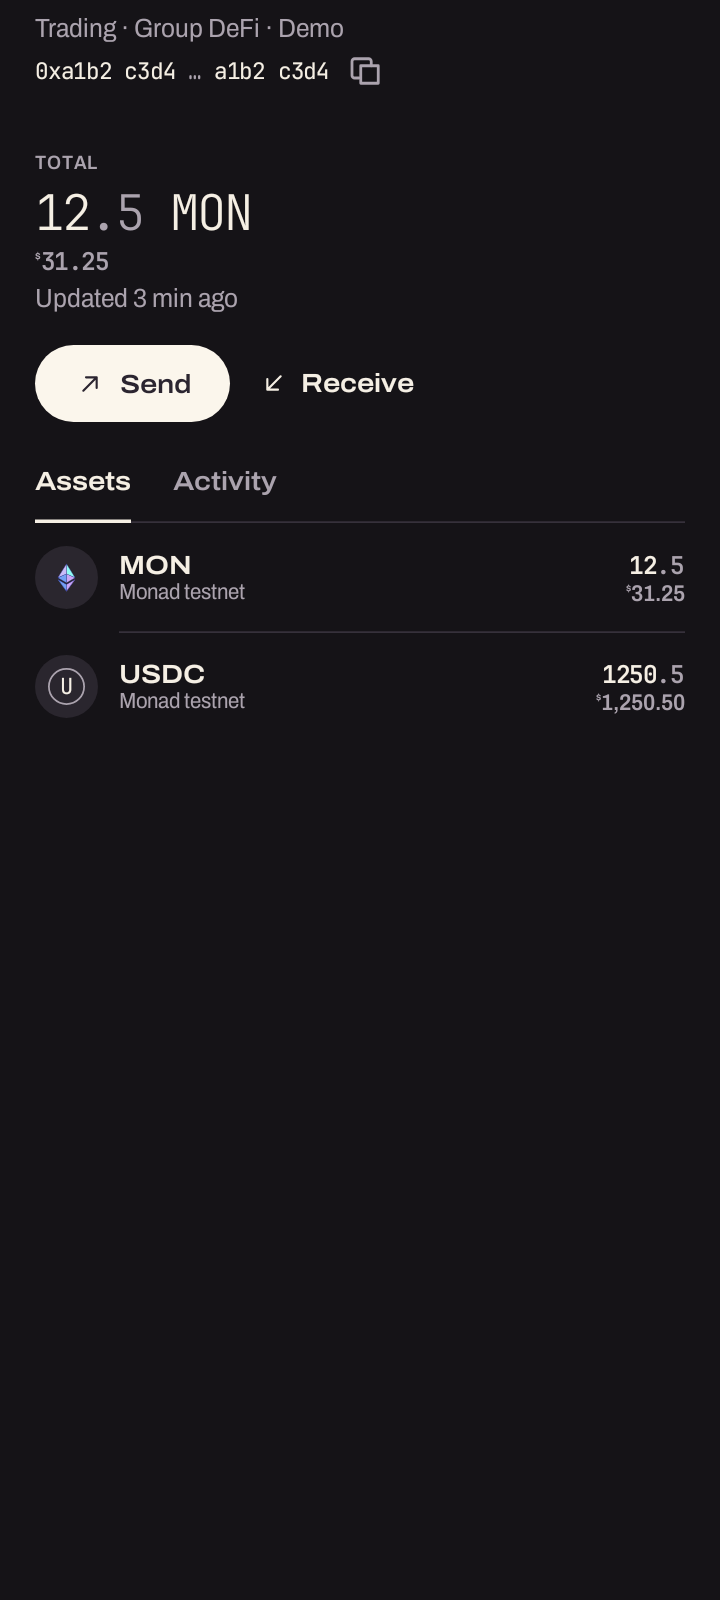 Trading · Group DeFi · Demo
0xa1b2 c3d4 … a1b2 c3d4
TOTAL
12.5 MON
$31.25
Updated 3 min ago
Send
Receive
Assets
Activity
MON
12.5
Monad testnet
$31.25
USDC
1250.5
U
Monad testnet
$1,250.50